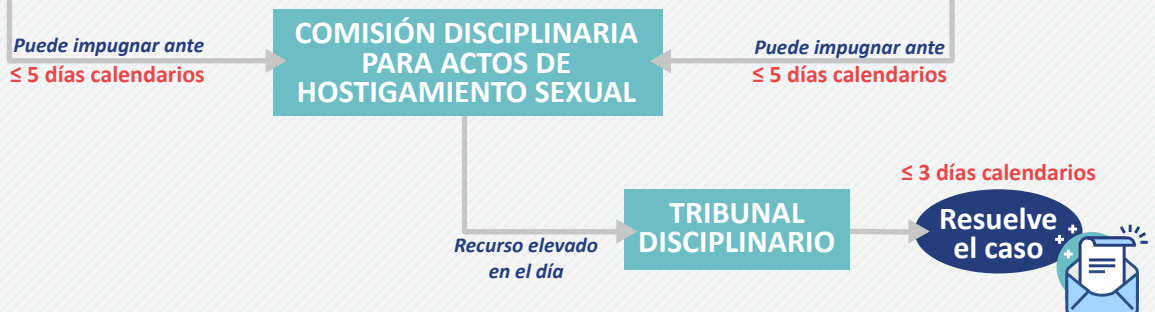 Puede impugnar ante
≤ 5 días calendarios
COMISIÓN DISCIPLINARIA
PARA ACTOS DE
HOSTIGAMIENTO SEXUAL
Puede impugnar ante
≤ 5 días calendarios
Recurso elevado
en el día
TRIBUNAL
DISCIPLINARIO
≤ 3 días calendarios
Resuelve
el caso